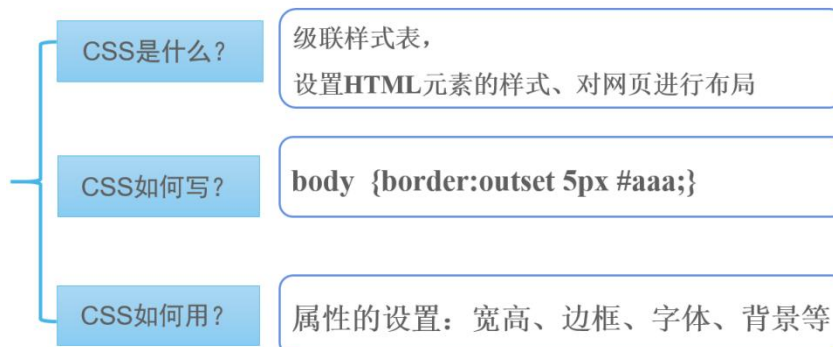 CSS是什么？
级联样式表，
设置HTML元素的样式、对网页进行布局
CSS如何写？
body {border:outset 5px #aaa;}
CSS如何用？
属性的设置：宽高、边框、字体、背景等